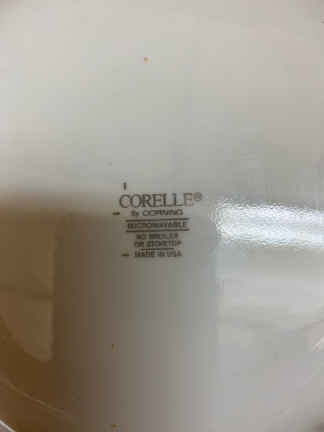 CORELLE®
By CORNING
MICROWAVABLE
NO BROILER
OR STOVETOP
MADE IN USA